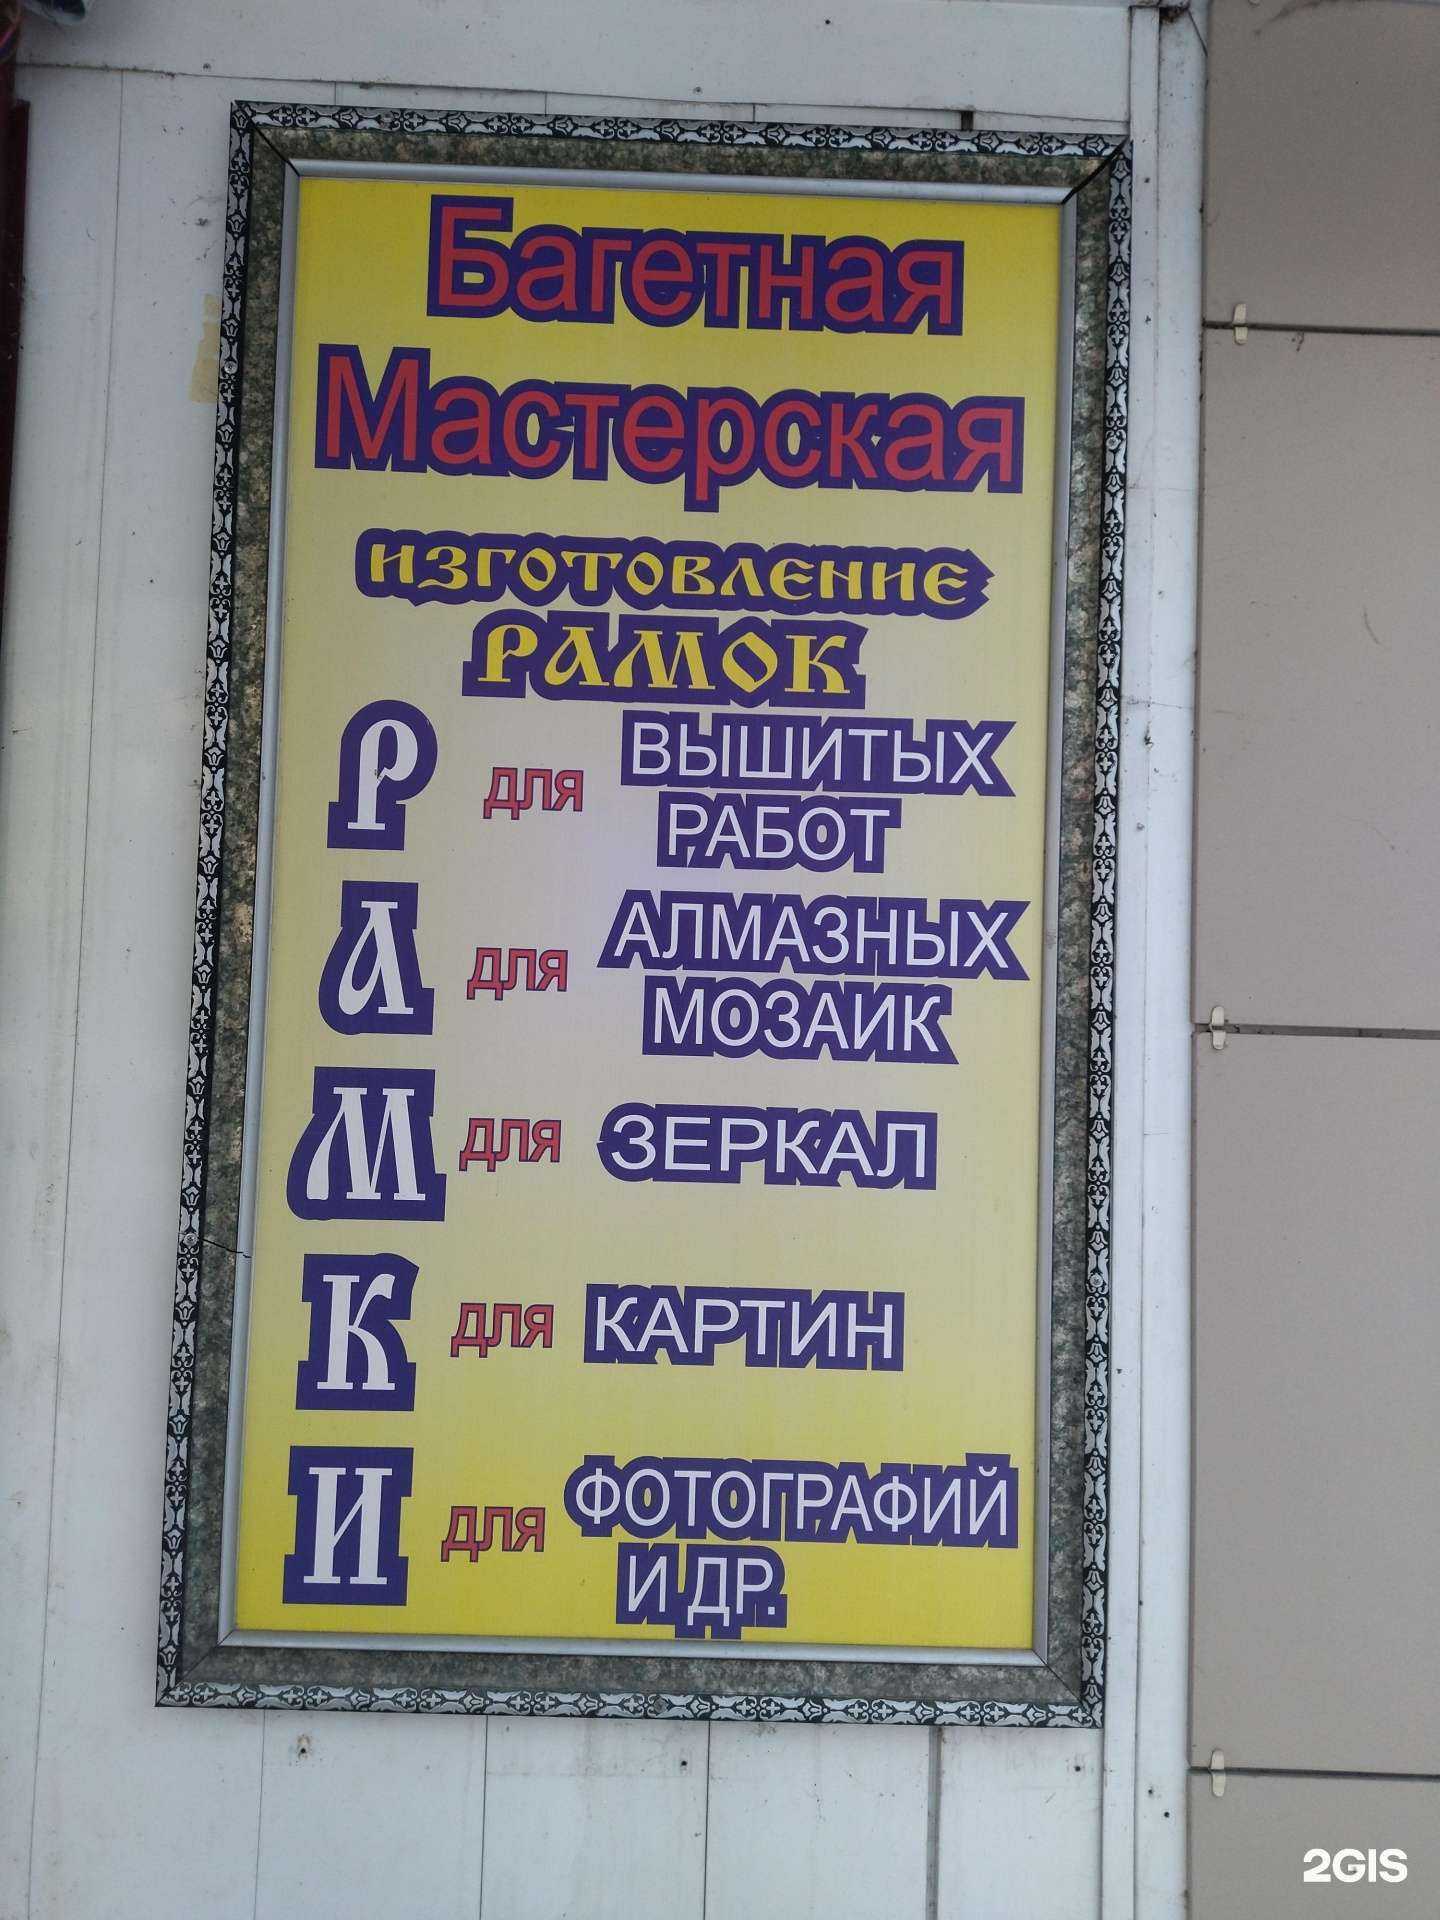 Багетная
Мастерская
ИЗГОТОВЛЕНИЕ
РАМОК
Р для ВЫШИТЫХ
РАБОТ
А для АЛМАЗНЫХ
МОЗАИК
М для ЗЕРКАЛ
К для КАРТИН
И для ФОТОГРАФИЙ
И ДР.
2GIS